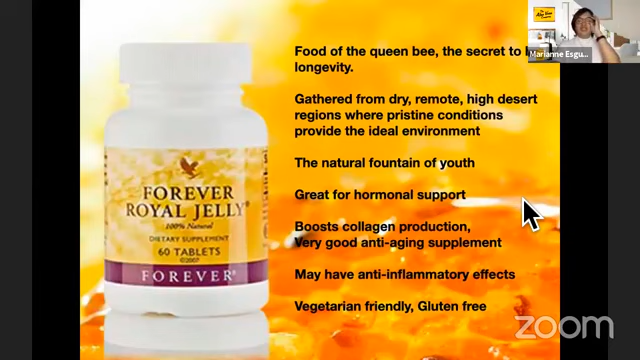 Food of the queen bee, the secret to
longevity.
Gathered from dry, remote, high desert
regions where pristine conditions
provide the ideal environment
The natural fountain of youth
Great for hormonal support
Boosts collagen production,
Very good anti-aging supplement
May have anti-inflammatory effects
Vegetarian friendly, Gluten free
FOREVER
ROYAL JELLY®
100% Natural
DIETARY SUPPLEMENT
60 TABLETS
©2007
FOREVER®
Marianne Esgu...
zoom